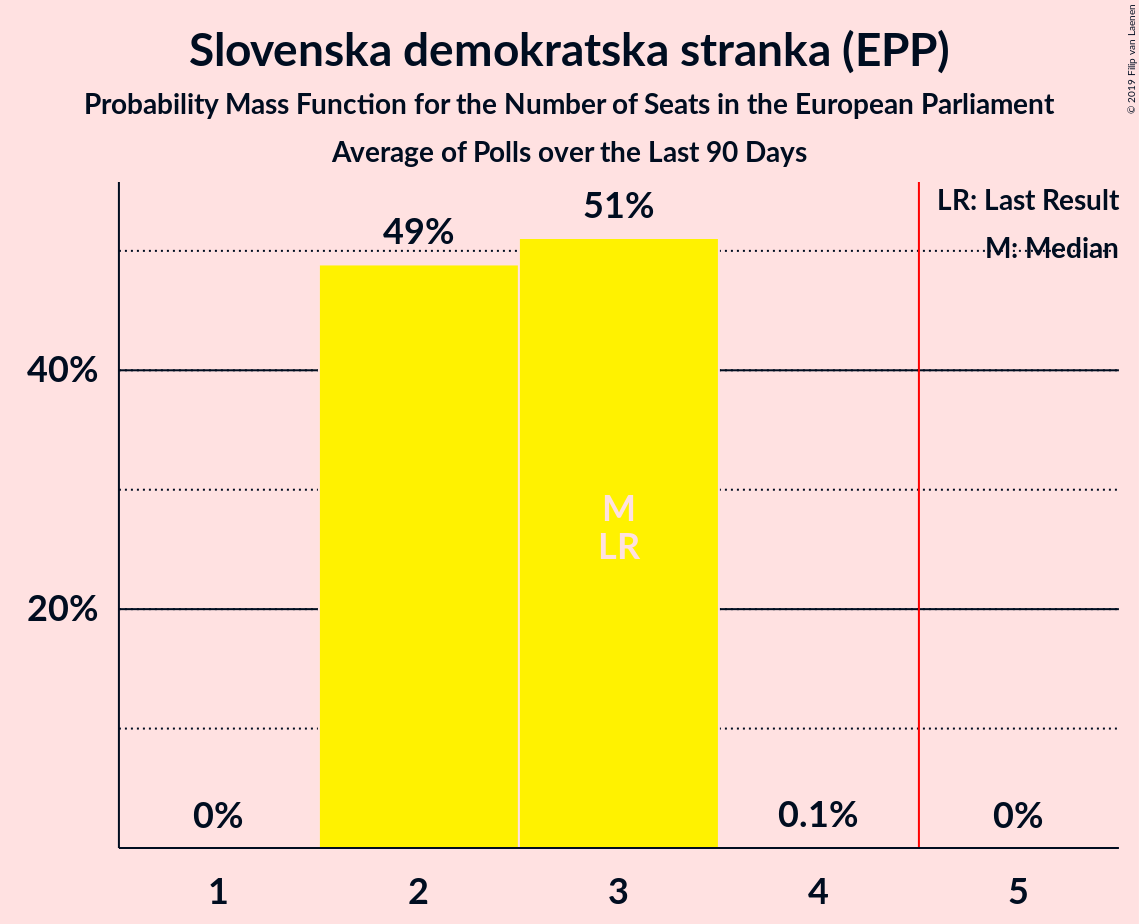 Slovenska demokratska stranka (EPP)
Probability Mass Function for the Number of Seats in the European Parliament
Average of Polls over the Last 90 Days
© 2019 Filip van Laenen
LR: Last Result
M: Median
49%
51%
40%
20%
M
LR
0%
0.1%
0%
1
2
3
4
5